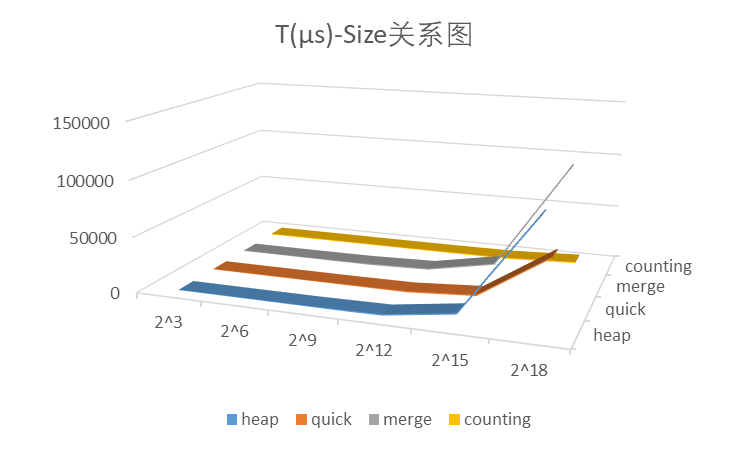 T(μs)-Size关系图
150000
100000
50000
0
2^3
2^6
2^9
2^12
2^15
2^18
counting
merge
quick
heap
heap quick merge counting